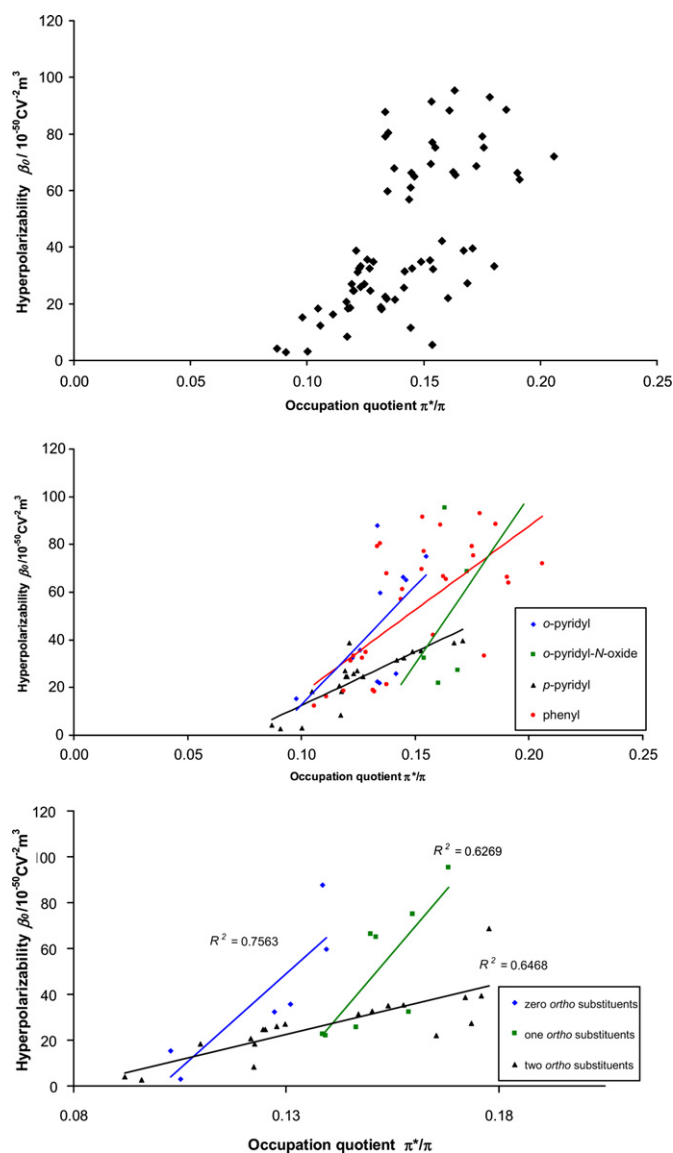 120
100
80
60
40
20
0
Hyperpolarizability β₀/ 10⁻⁵⁰CV⁻²m³
0.00 0.05 0.10 0.15 0.20 0.25
Occupation quotient π*/π
120
100
80
60
40
20
0
Hyperpolarizability β₀/10⁻⁵⁰CV⁻²m³
o-pyridyl
o-pyridyl-N-oxide
p-pyridyl
phenyl
0.00 0.05 0.10 0.15 0.20 0.25
Occupation quotient π*/π
120
100
80
60
40
20
0
Hyperpolarizability β₀/10⁻⁵⁰CV⁻²m³
R² = 0.6269
R² = 0.7563
R² = 0.6468
zero ortho substituents
one ortho substituents
two ortho substituents
0.08 0.13 0.18
Occupation quotient π*/π